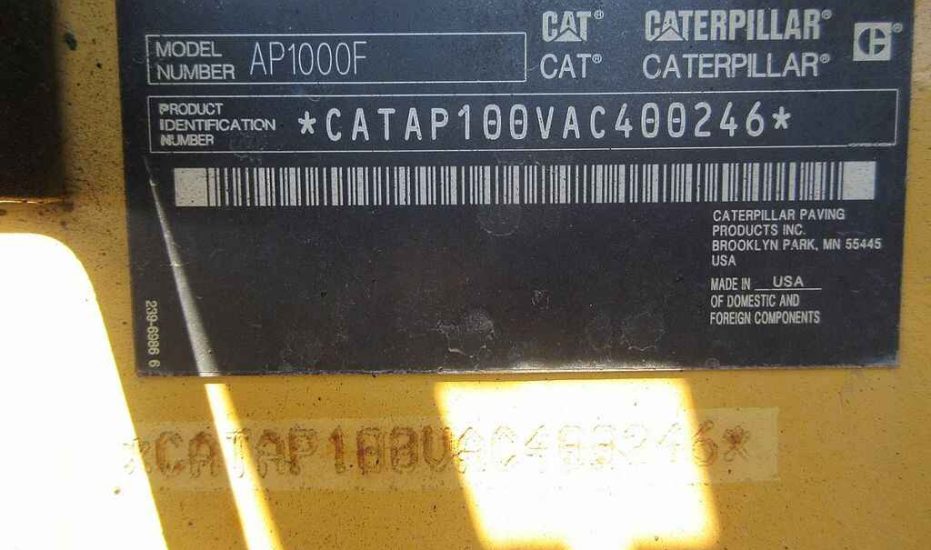 CAT® CATERPILLAR®
MODEL
NUMBER AP1000F
CAT® CATERPILLAR®
PRODUCT
IDENTIFICATION
NUMBER *CATAP100VAC400246*
CATERPILLAR PAVING
PRODUCTS INC.
BROOKLYN PARK, MN 55445
USA
MADE IN USA
OF DOMESTIC AND
FOREIGN COMPONENTS
239-6986 6
*CATAP100VAC400246*